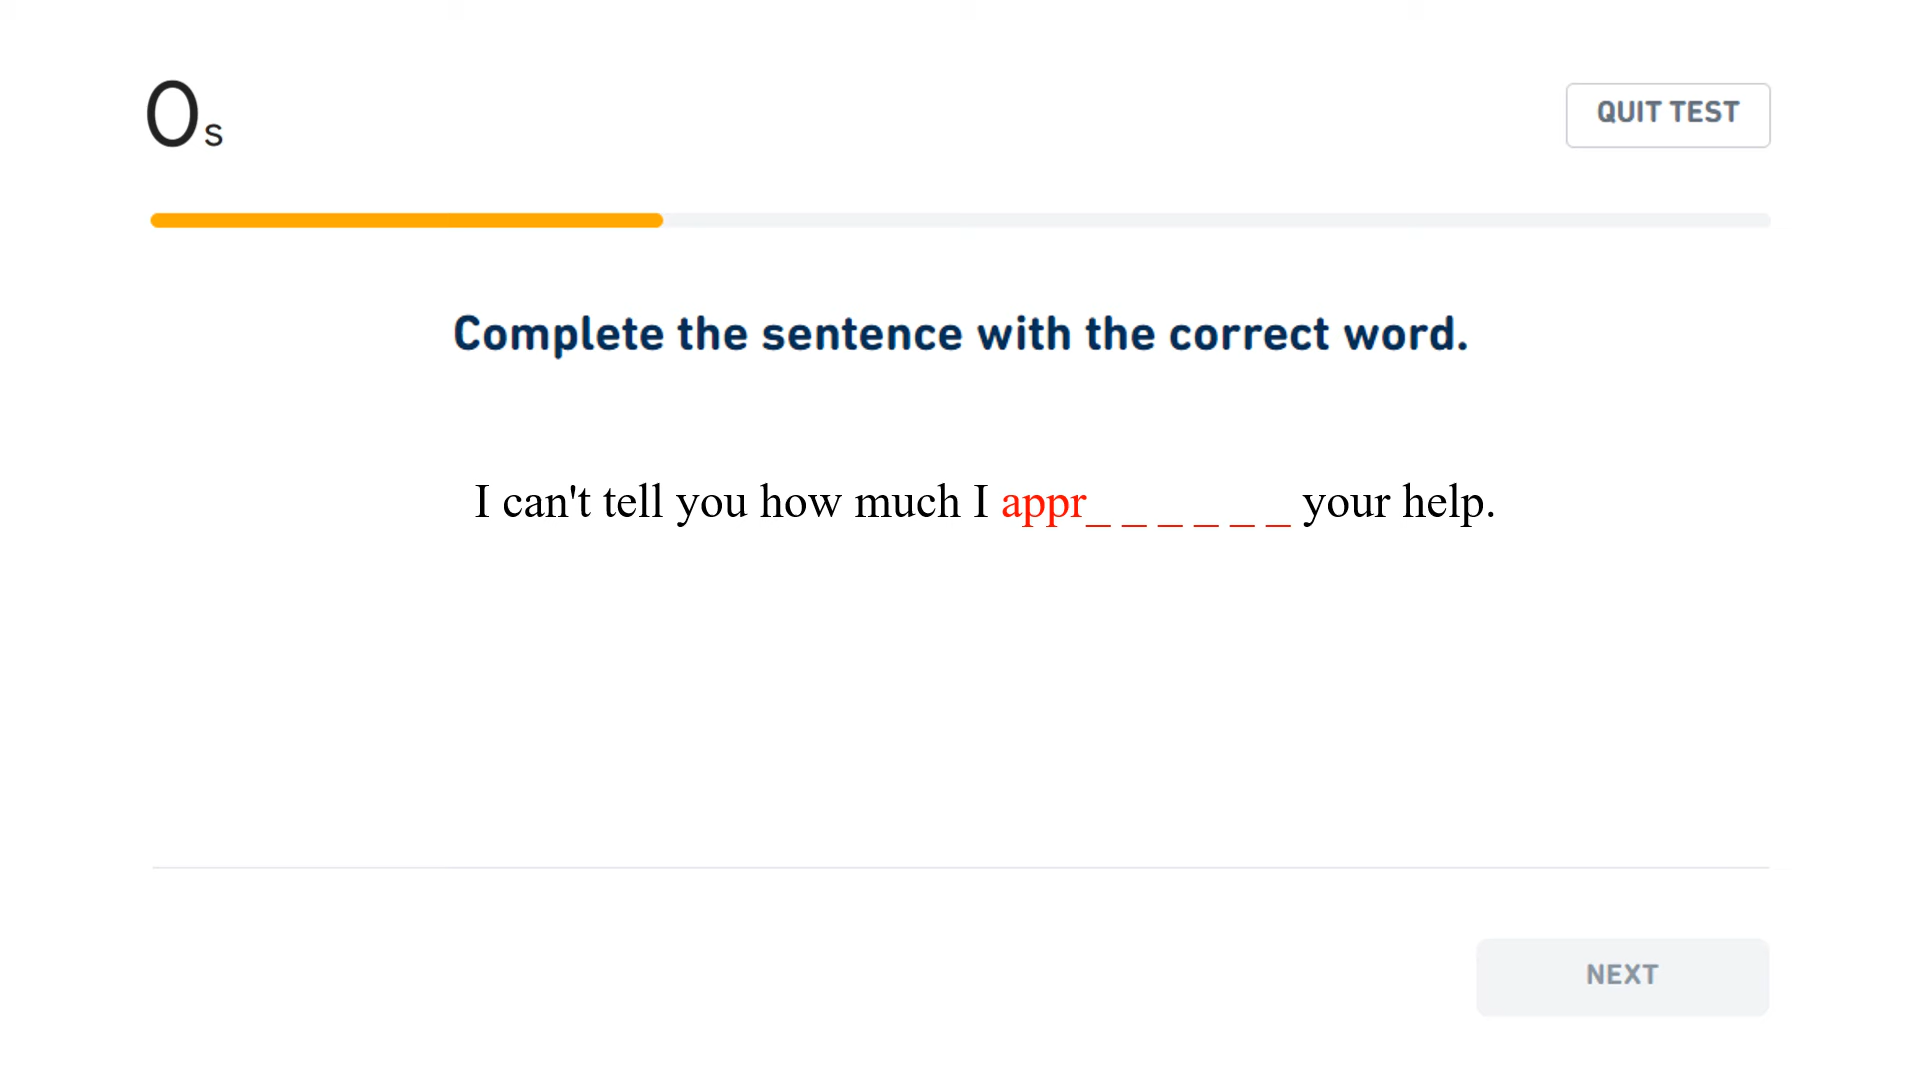 0s
QUIT TEST
Complete the sentence with the correct word.
I can't tell you how much I appr_ _ _ _ _ _ your help.
NEXT